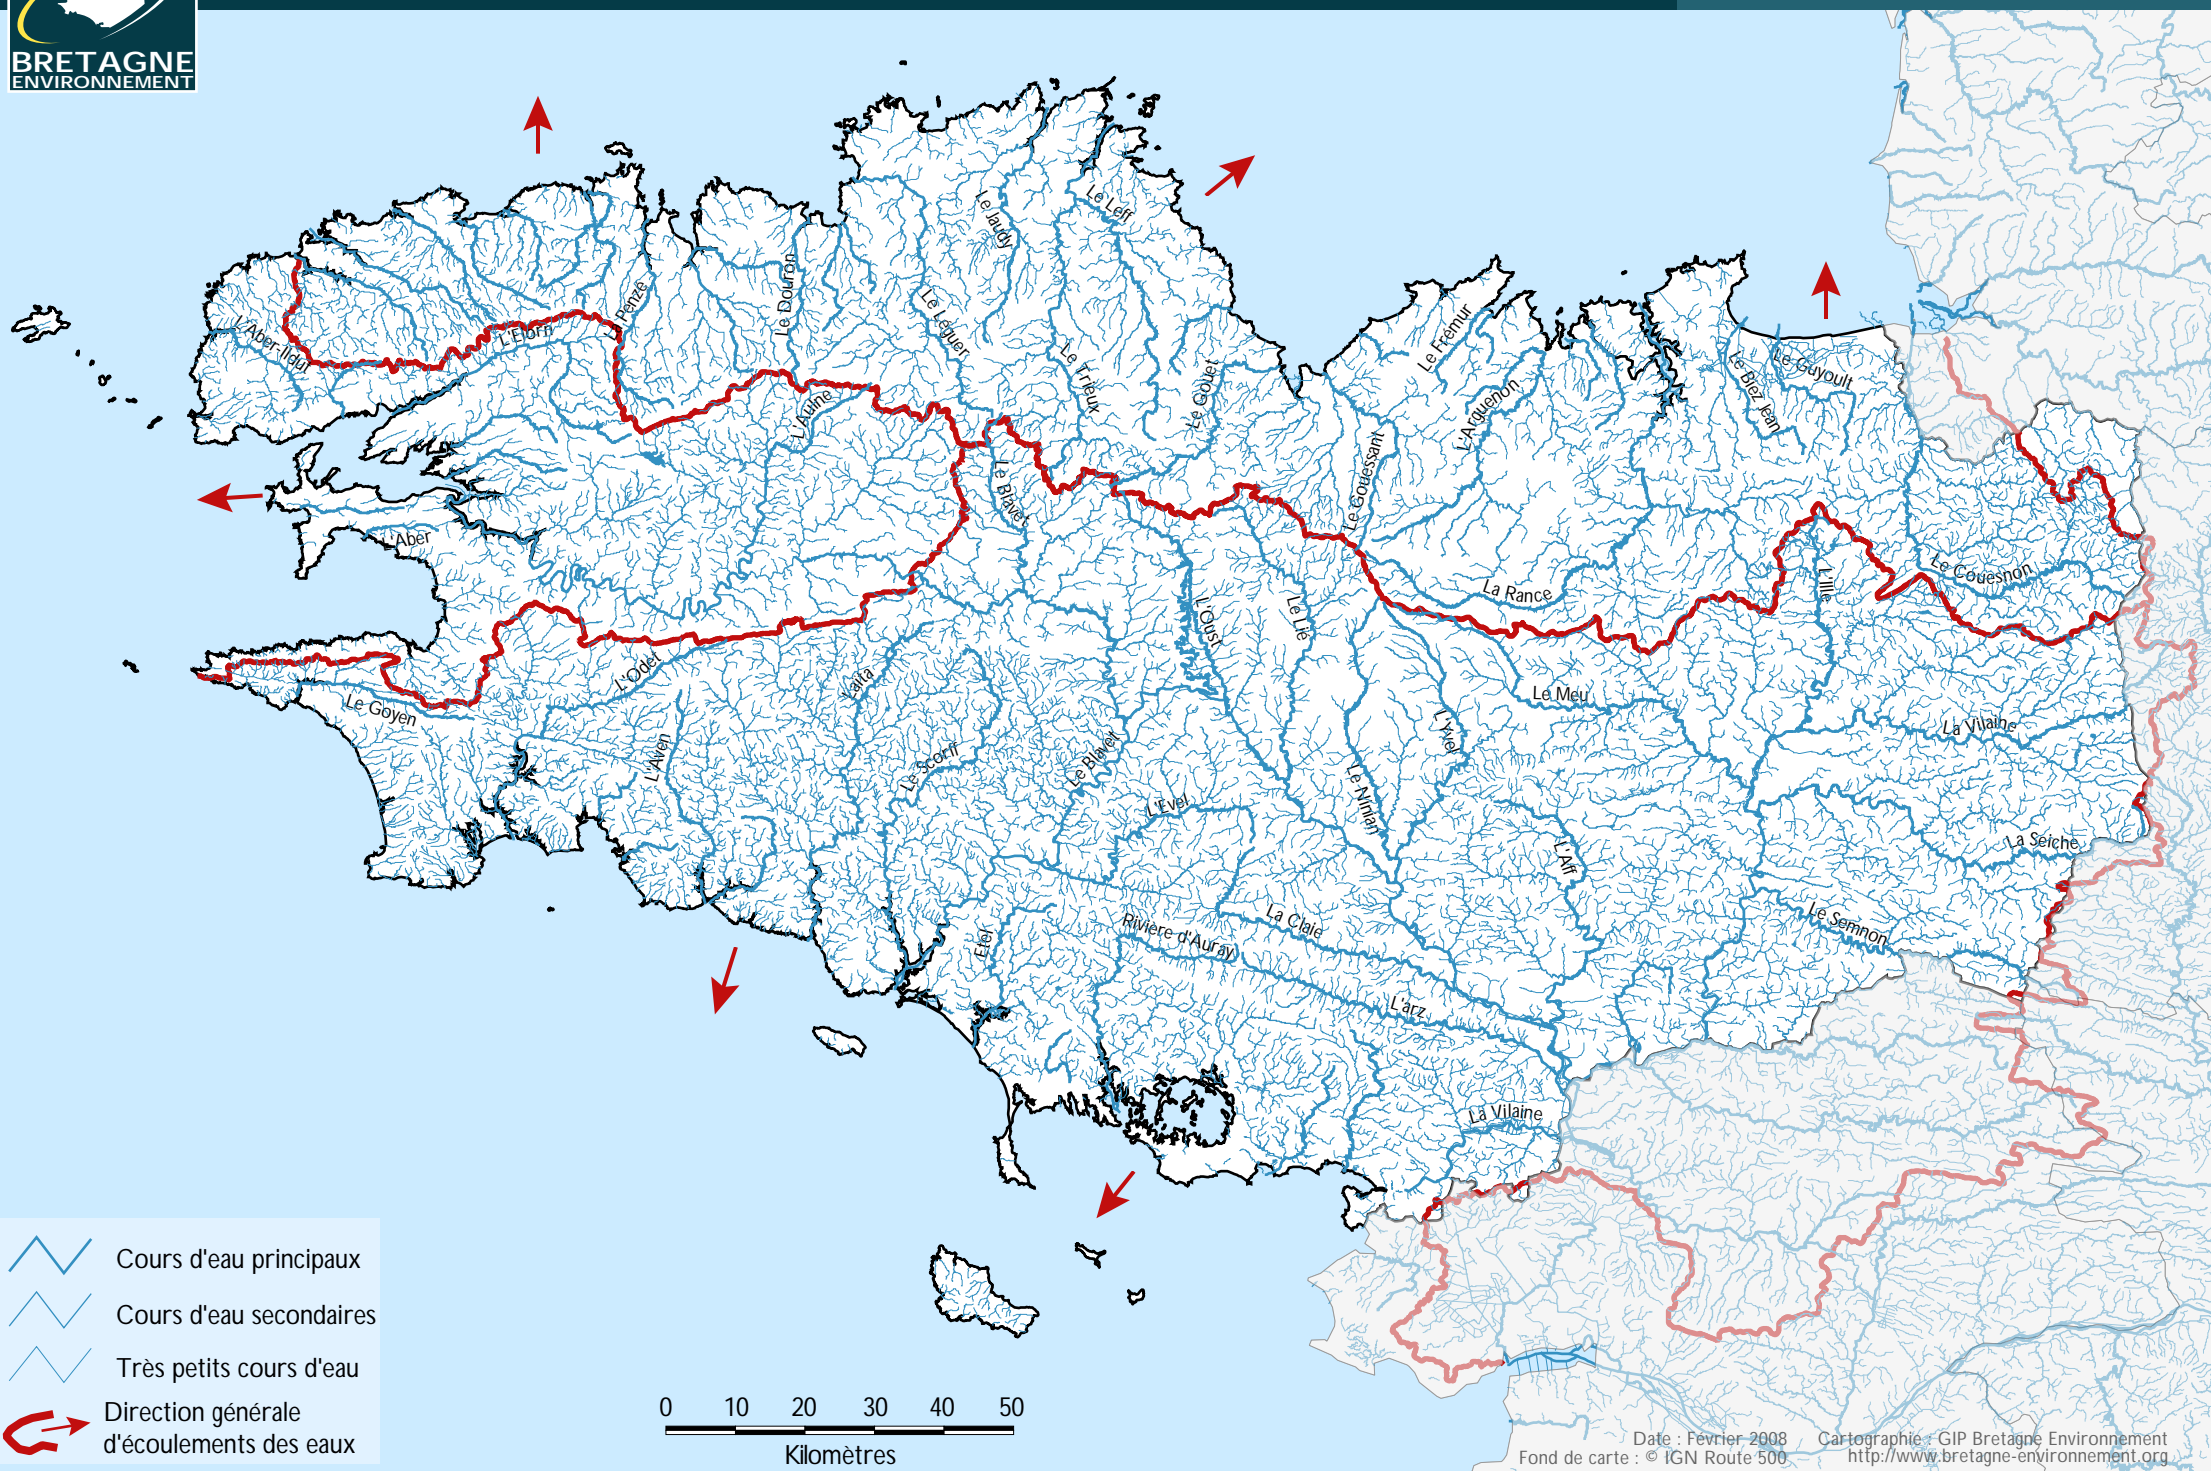 BRETAGNE
ENVIRONNEMENT
Le Leff
Le Jaudy
Le Douron
La Penzé
L'Elorn
L'Aber-Ildut
Le Léguer
Le Trieux
Le Gouet
Le Frémur
L'Arguenon
Le Biez Jean
Le Guyoult
L'Aulne
Le Gouessant
Le Blavet
L'Aber
La Rance
L'Ille
Le Couesnon
L'Oust
Le Lié
L'Odet
Laïta
Le Goyen
Le Meu
L'Yvel
La Vilaine
L'Aven
Le Scorff
Le Blavet
L'Evel
Le Ninian
L'Aff
La Seiche
Le Semnon
Etel
Rivière d'Auray
La Claie
L'arz
La Vilaine
Cours d'eau principaux
Cours d'eau secondaires
Très petits cours d'eau
Direction générale
d'écoulements des eaux
0 10 20 30 40 50
Kilomètres
Date : Février 2008 Cartographie : GIP Bretagne Environnement
Fond de carte : © IGN Route 500 http://www.bretagne-environnement.org